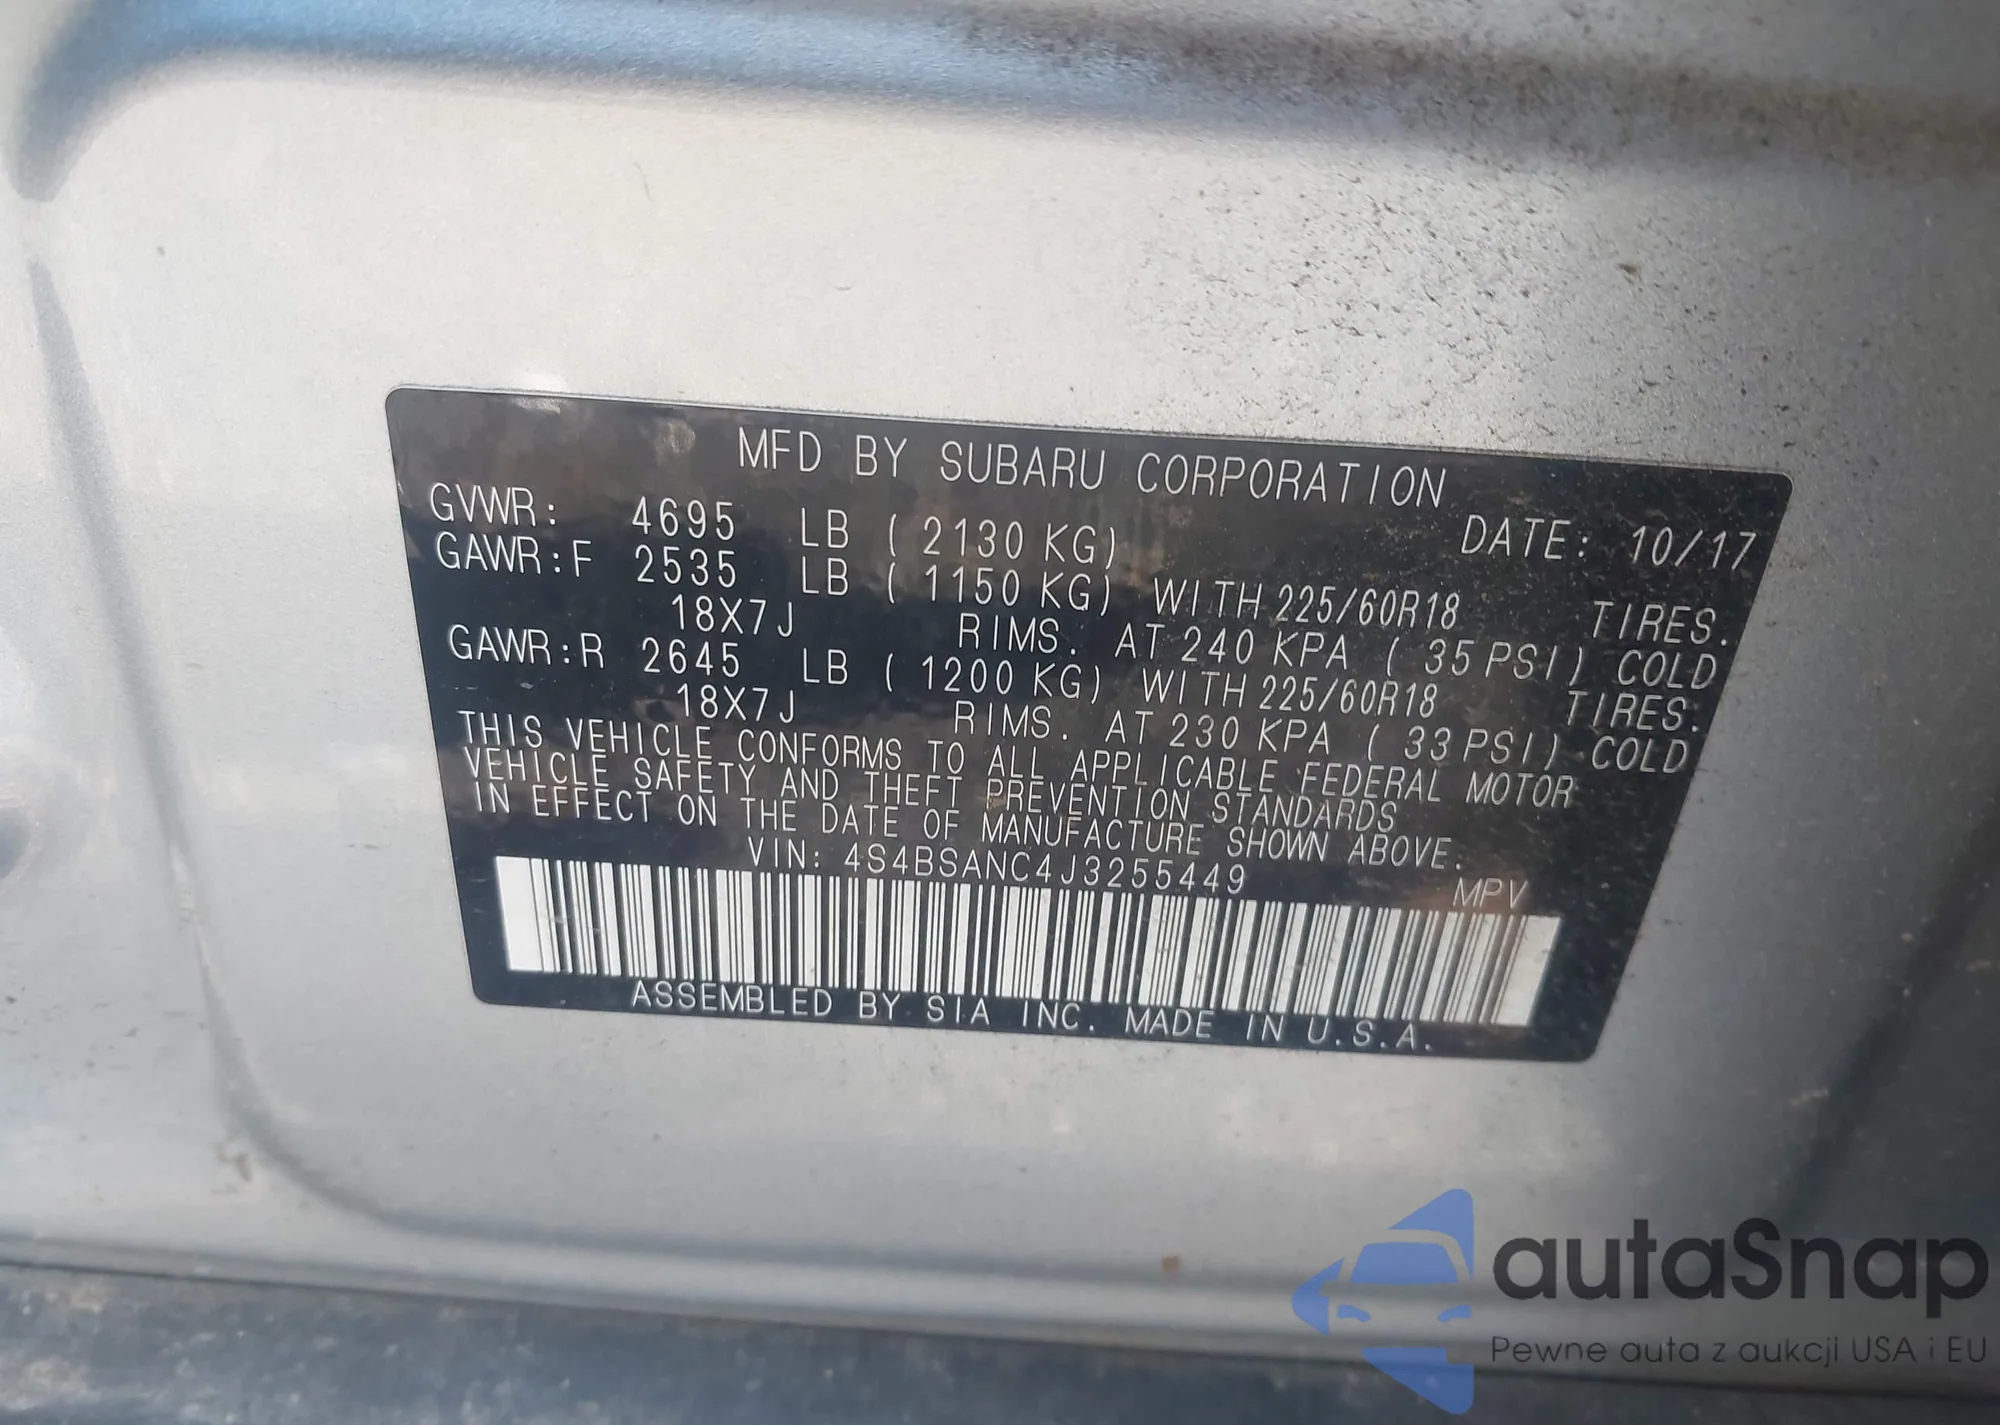 MFD BY SUBARU CORPORATION
GVWR: 4695 LB ( 2130 KG) DATE: 10/17
GAWR:F 2535 LB ( 1150 KG) WITH 225/60R18 TIRES.
18X7J RIMS. AT 240 KPA ( 35 PSI) COLD
GAWR:R 2645 LB ( 1200 KG) WITH 225/60R18 TIRES.
18X7J RIMS. AT 230 KPA ( 33 PSI) COLD
THIS VEHICLE CONFORMS TO ALL APPLICABLE FEDERAL MOTOR
VEHICLE SAFETY AND THEFT PREVENTION STANDARDS
IN EFFECT ON THE DATE OF MANUFACTURE SHOWN ABOVE.
VIN: 4S4BSANC4J3255449 MPV
ASSEMBLED BY SIA INC. MADE IN U.S.A.
autaSnap
Pewne auta z aukcji USA i EU